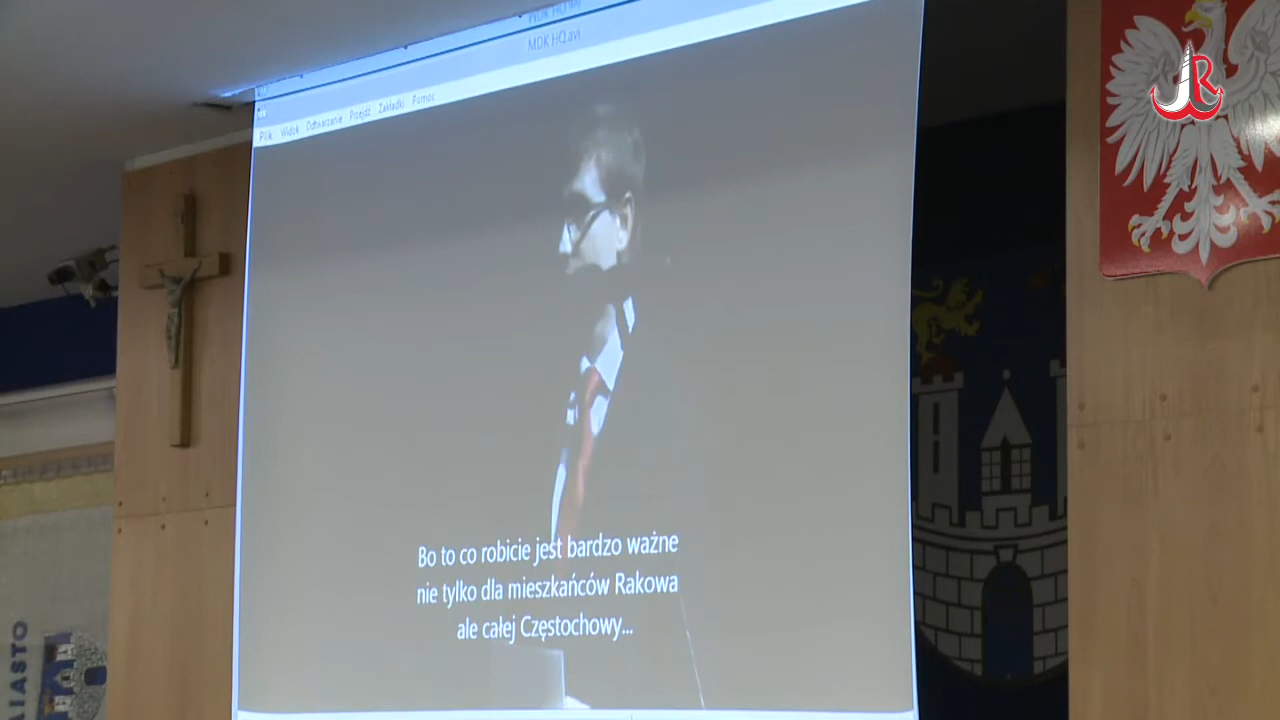 MDK HQ.avi
Plik Widok Odtwarzanie Przejdź Zakładki Pomoc
Bo to co robicie jest bardzo ważne
nie tylko dla mieszkańców Rakowa
ale całej Częstochowy...
MIASTO
R